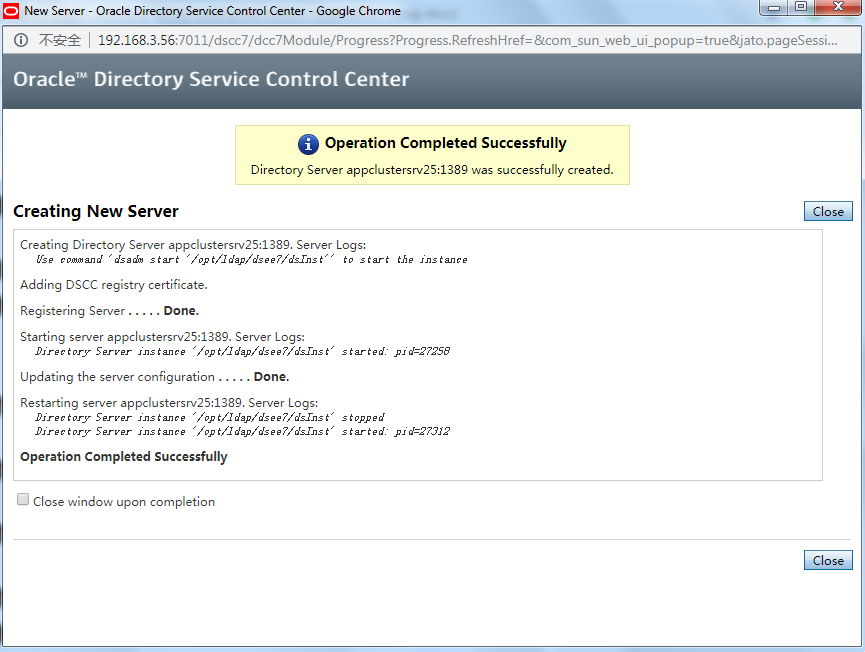 New Server - Oracle Directory Service Control Center - Google Chrome
不安全 192.168.3.56:7011/dscc7/dcc7Module/Progress?Progress.RefreshHref=&com_sun_web_ui_popup=true&jato.pageSessi...
Oracle™ Directory Service Control Center
Operation Completed Successfully
Directory Server appclustersrv25:1389 was successfully created.
Creating New Server
Close
Creating Directory Server appclustersrv25:1389. Server Logs:
Use command 'dsadm start '/opt/ldap/dsee7/dsInst'' to start the instance
Adding DSCC registry certificate.
Registering Server . . . . . Done.
Starting server appclustersrv25:1389. Server Logs:
Directory Server instance '/opt/ldap/dsee7/dsInst' started: pid=27258
Updating the server configuration . . . . . Done.
Restarting server appclustersrv25:1389. Server Logs:
Directory Server instance '/opt/ldap/dsee7/dsInst' stopped
Directory Server instance '/opt/ldap/dsee7/dsInst' started: pid=27312
Operation Completed Successfully
Close window upon completion
Close